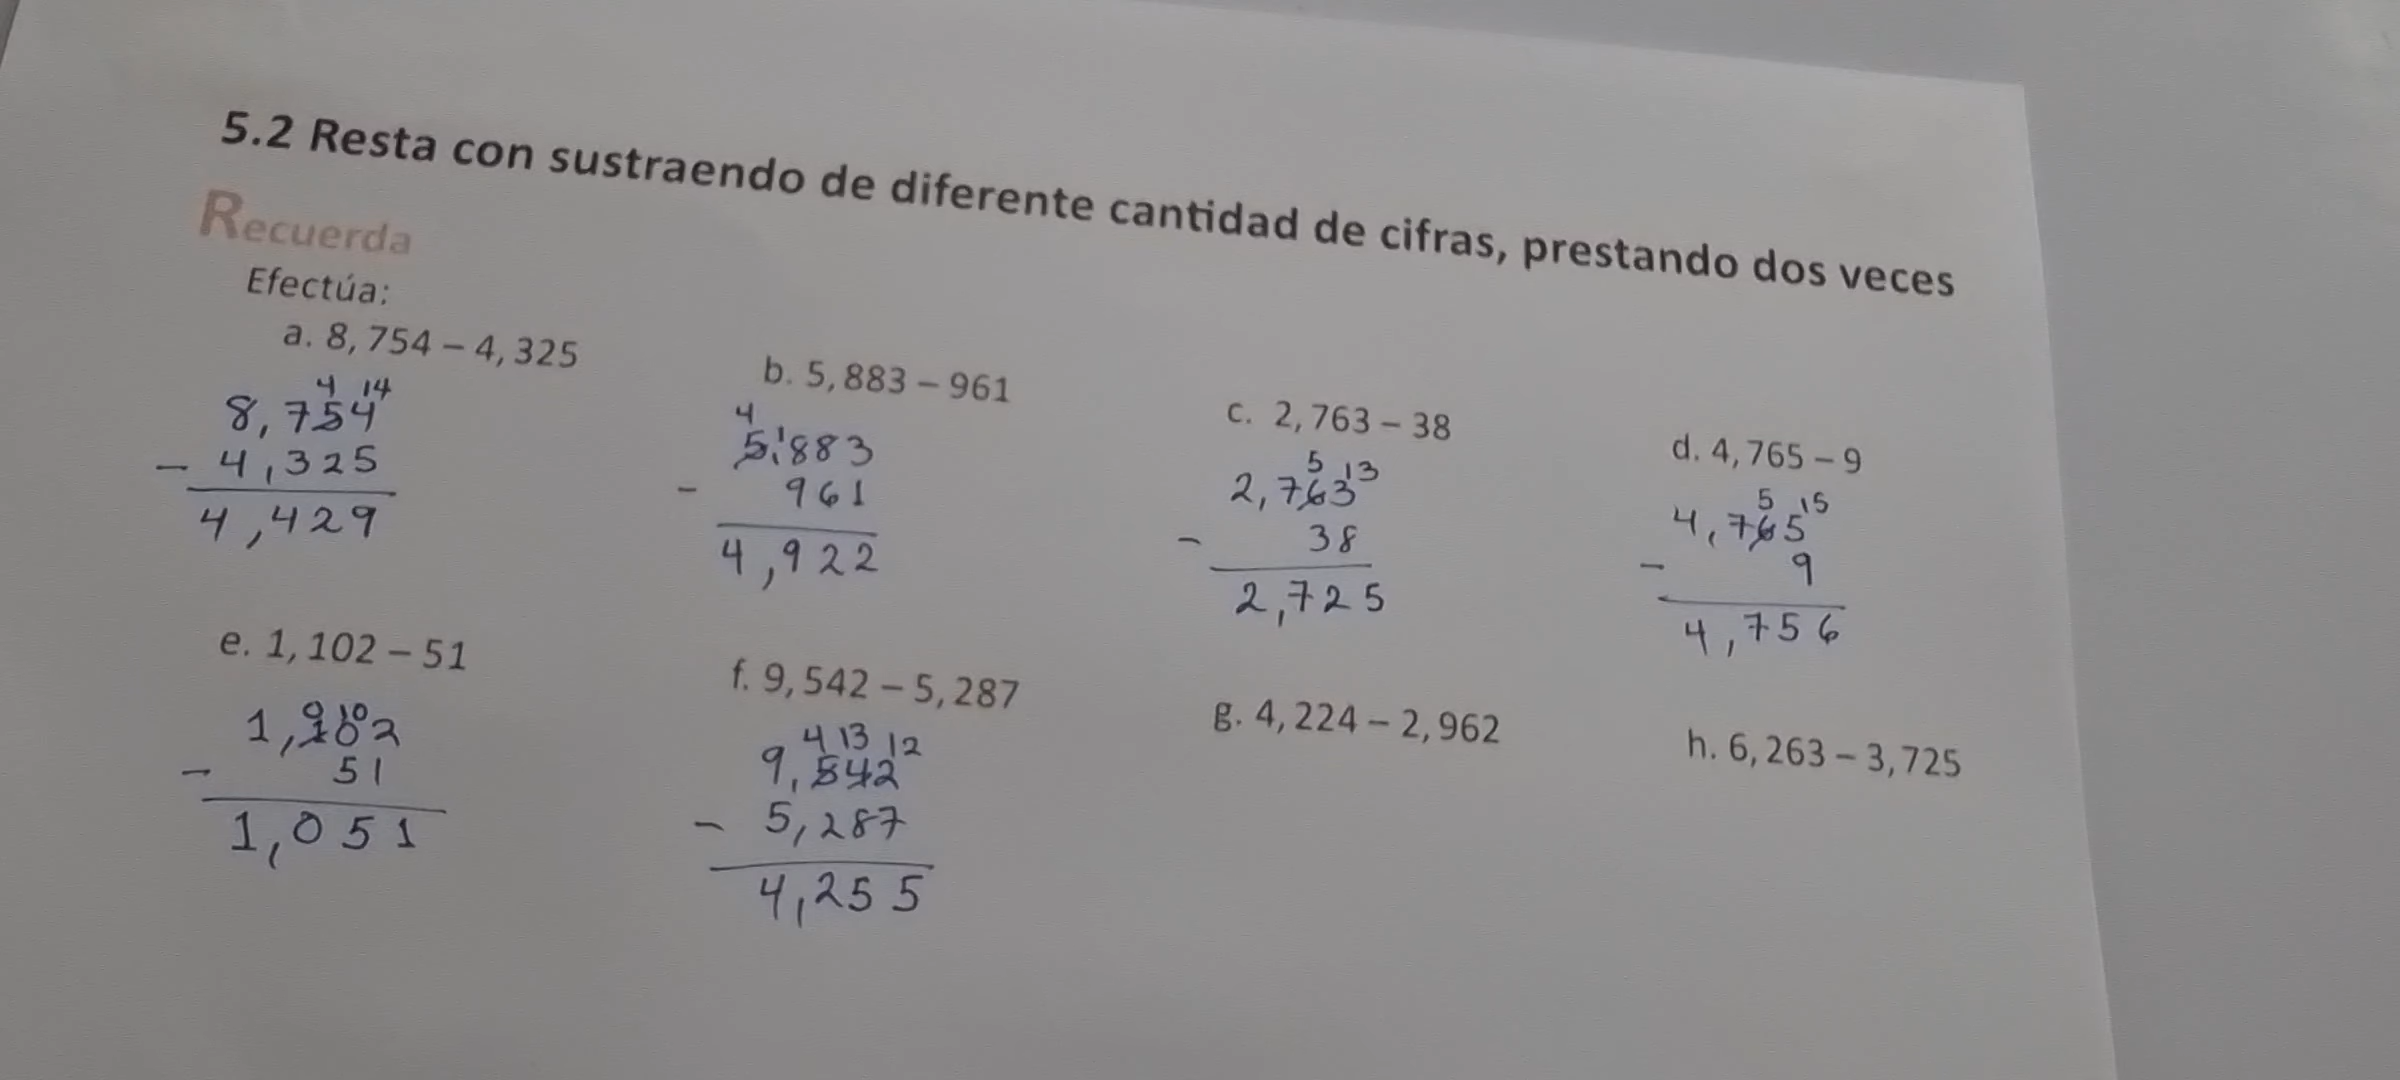 5.2 Resta con sustraendo de diferente cantidad de cifras, prestando dos veces
Recuerda
Efectúa:
a. 8, 754 – 4, 325
4 14
8,754
- 4,325
4,429
b. 5, 883 – 961
4
5,1883
- 961
4,922
c. 2, 763 – 38
5 13
2,763
- 38
2,725
d. 4, 765 – 9
5 15
4,765
- 9
4,756
e. 1, 102 – 51
0 10
1,102
- 51
1,051
f. 9, 542 – 5, 287
4 13 12
9,542
- 5,287
4,255
g. 4, 224 – 2, 962
h. 6, 263 – 3, 725